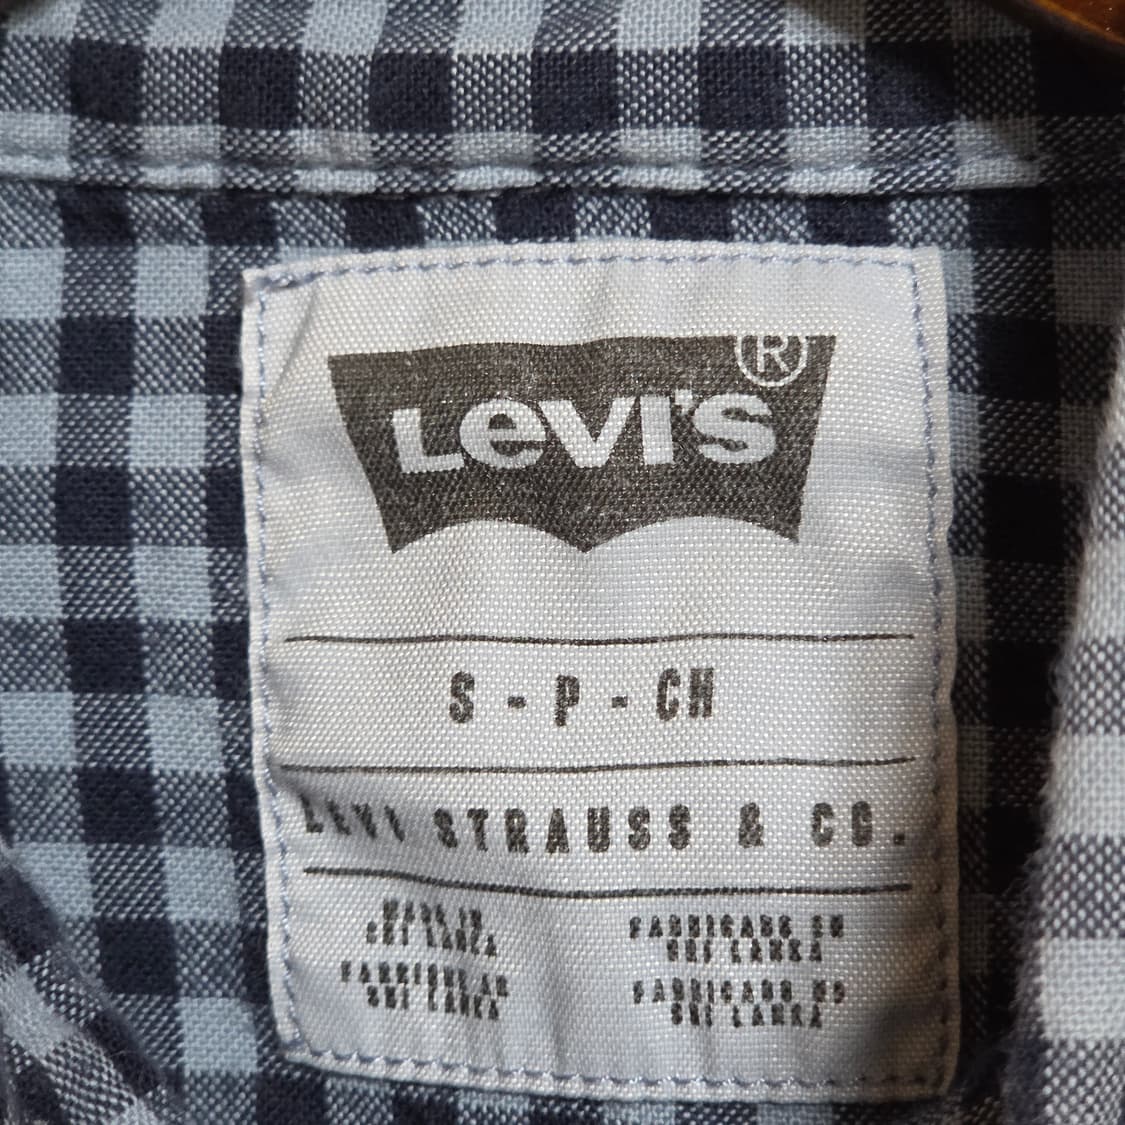 LEVI'S®
S - P - CH
LEVI STRAUSS & CO.
MADE IN
SRI LANKA
FABRIQUE AU
SRI LANKA
FABRICADO EN
SRI LANKA
FABRICADO NO
SRI LANKA